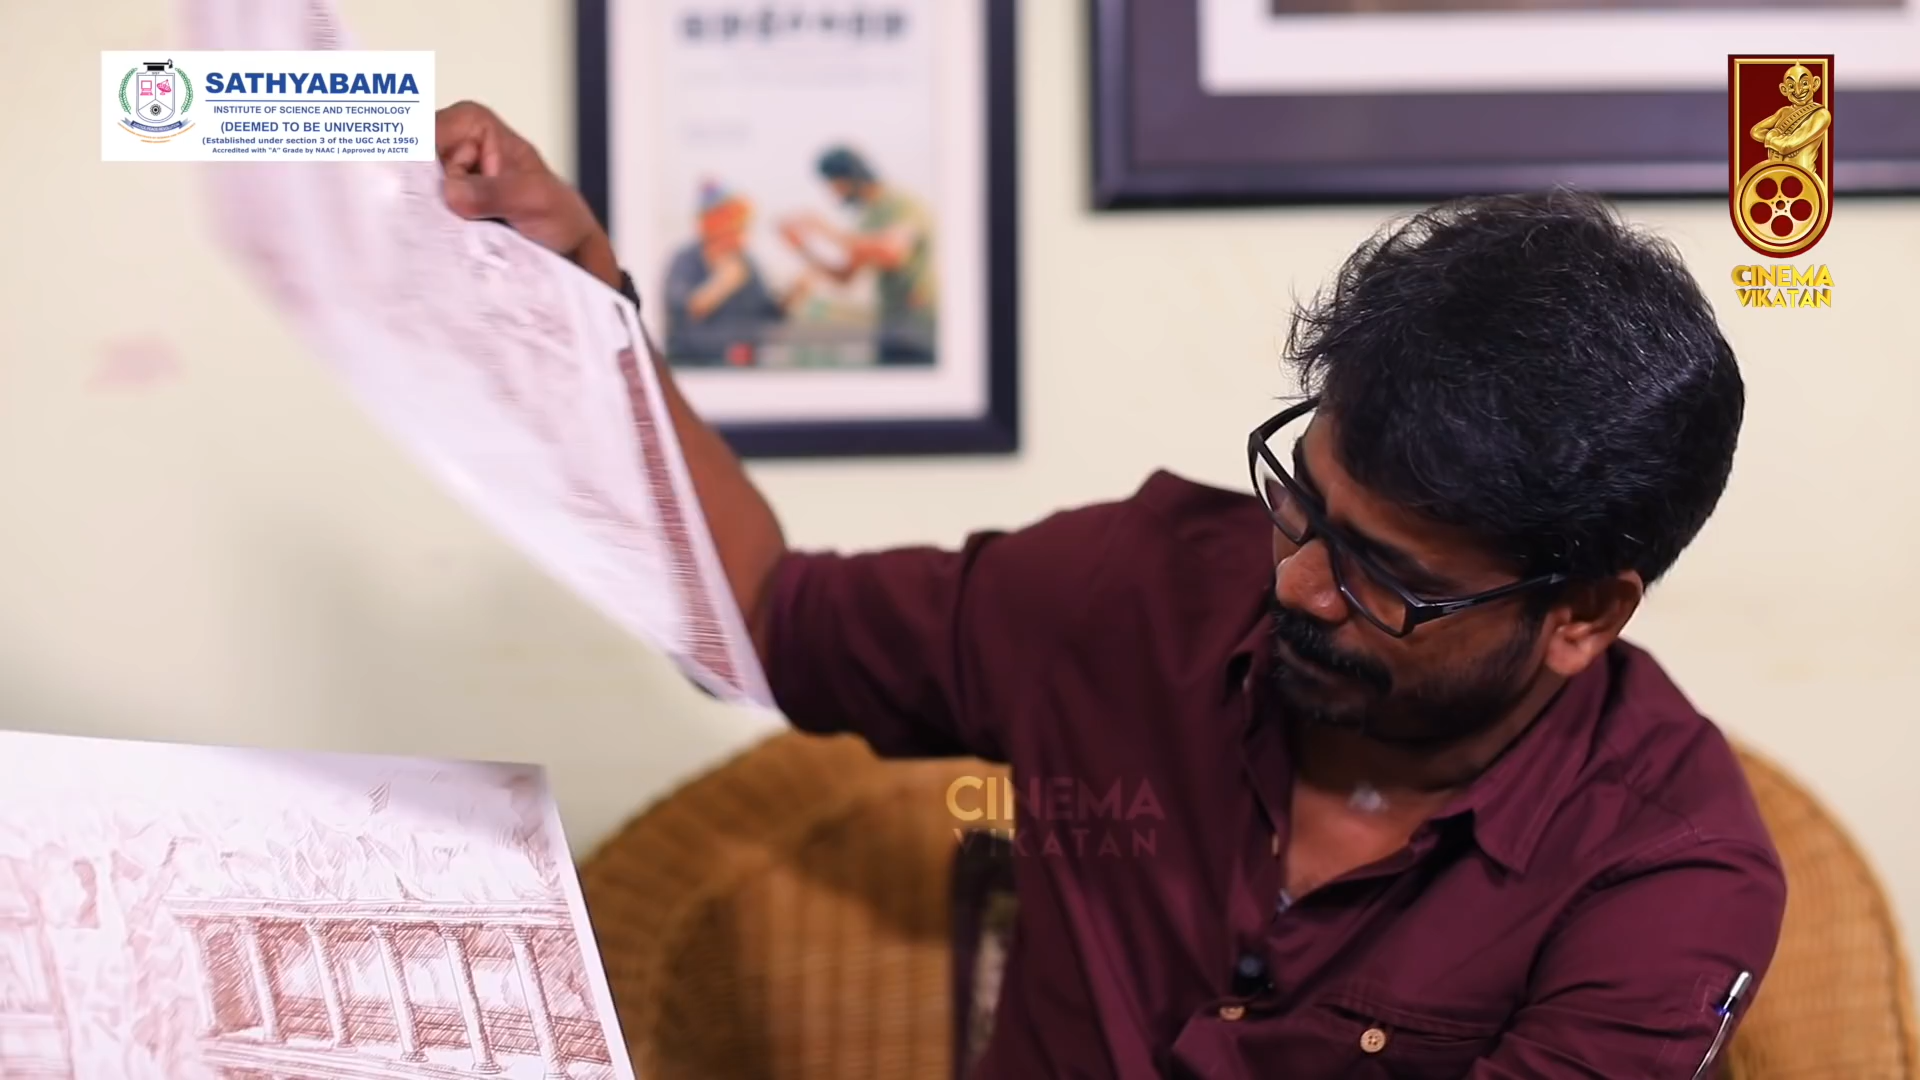 SATHYABAMA
INSTITUTE OF SCIENCE AND TECHNOLOGY
(DEEMED TO BE UNIVERSITY)
(Established under section 3 of the UGC Act 1956)
Accredited with "A" Grade by NAAC | Approved by AICTE
CINEMA
VIKATAN
CINEMA
VIKATAN